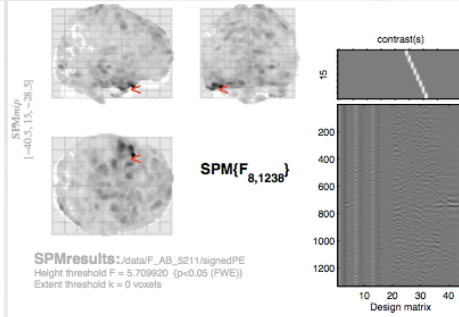 contrast(s)
15
SPMmip
[-40.5, 15, -28.5]
<
<
<
SPM{F8,1238}
200
400
600
800
1000
1200
10 20 30 40
Design matrix
SPMresults:./data/F_AB_5211/signedPE
Height threshold F = 5.709920 {p<0.05 (FWE)}
Extent threshold k = 0 voxels